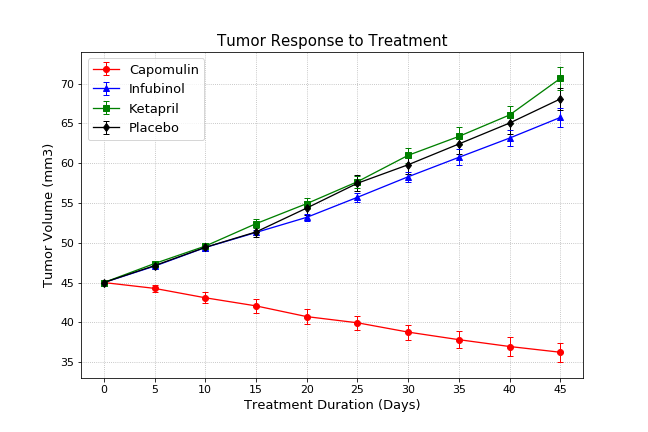 Tumor Response to Treatment
Capomulin
Infubinol
Ketapril
Placebo
Tumor Volume (mm3)
70
65
60
55
50
45
40
35
0 5 10 15 20 25 30 35 40 45
Treatment Duration (Days)